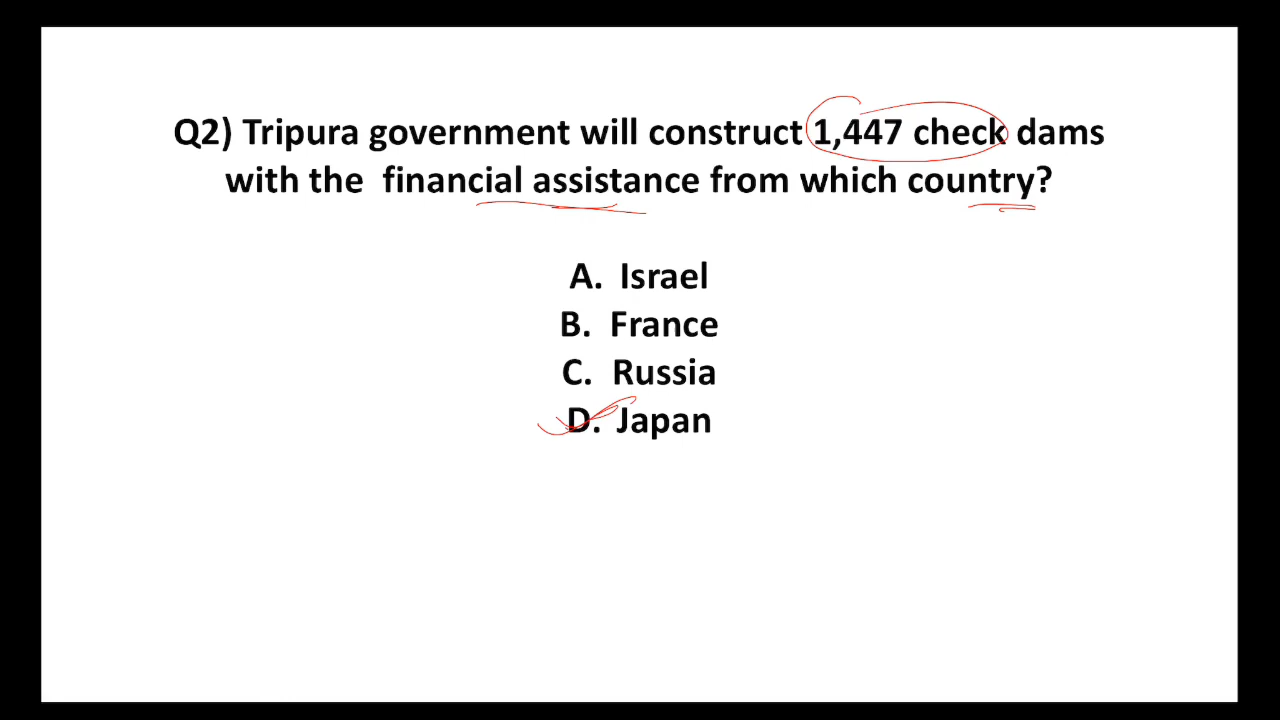 Q2) Tripura government will construct 1,447 check dams
with the financial assistance from which country?
A. Israel
B. France
C. Russia
D. Japan